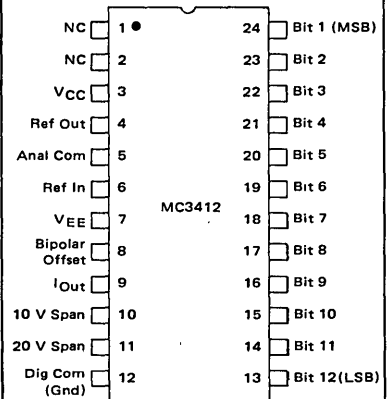 NC 1 24 Bit 1 (MSB)
NC 2 23 Bit 2
VCC 3 22 Bit 3
Ref Out 4 21 Bit 4
Anal Com 5 20 Bit 5
Ref In 6 19 Bit 6
MC3412
VEE 7 18 Bit 7
Bipolar
Offset 8 17 Bit 8
IOut 9 16 Bit 9
10 V Span 10 15 Bit 10
20 V Span 11 14 Bit 11
Dig Com
(Gnd) 12 13 Bit 12(LSB)